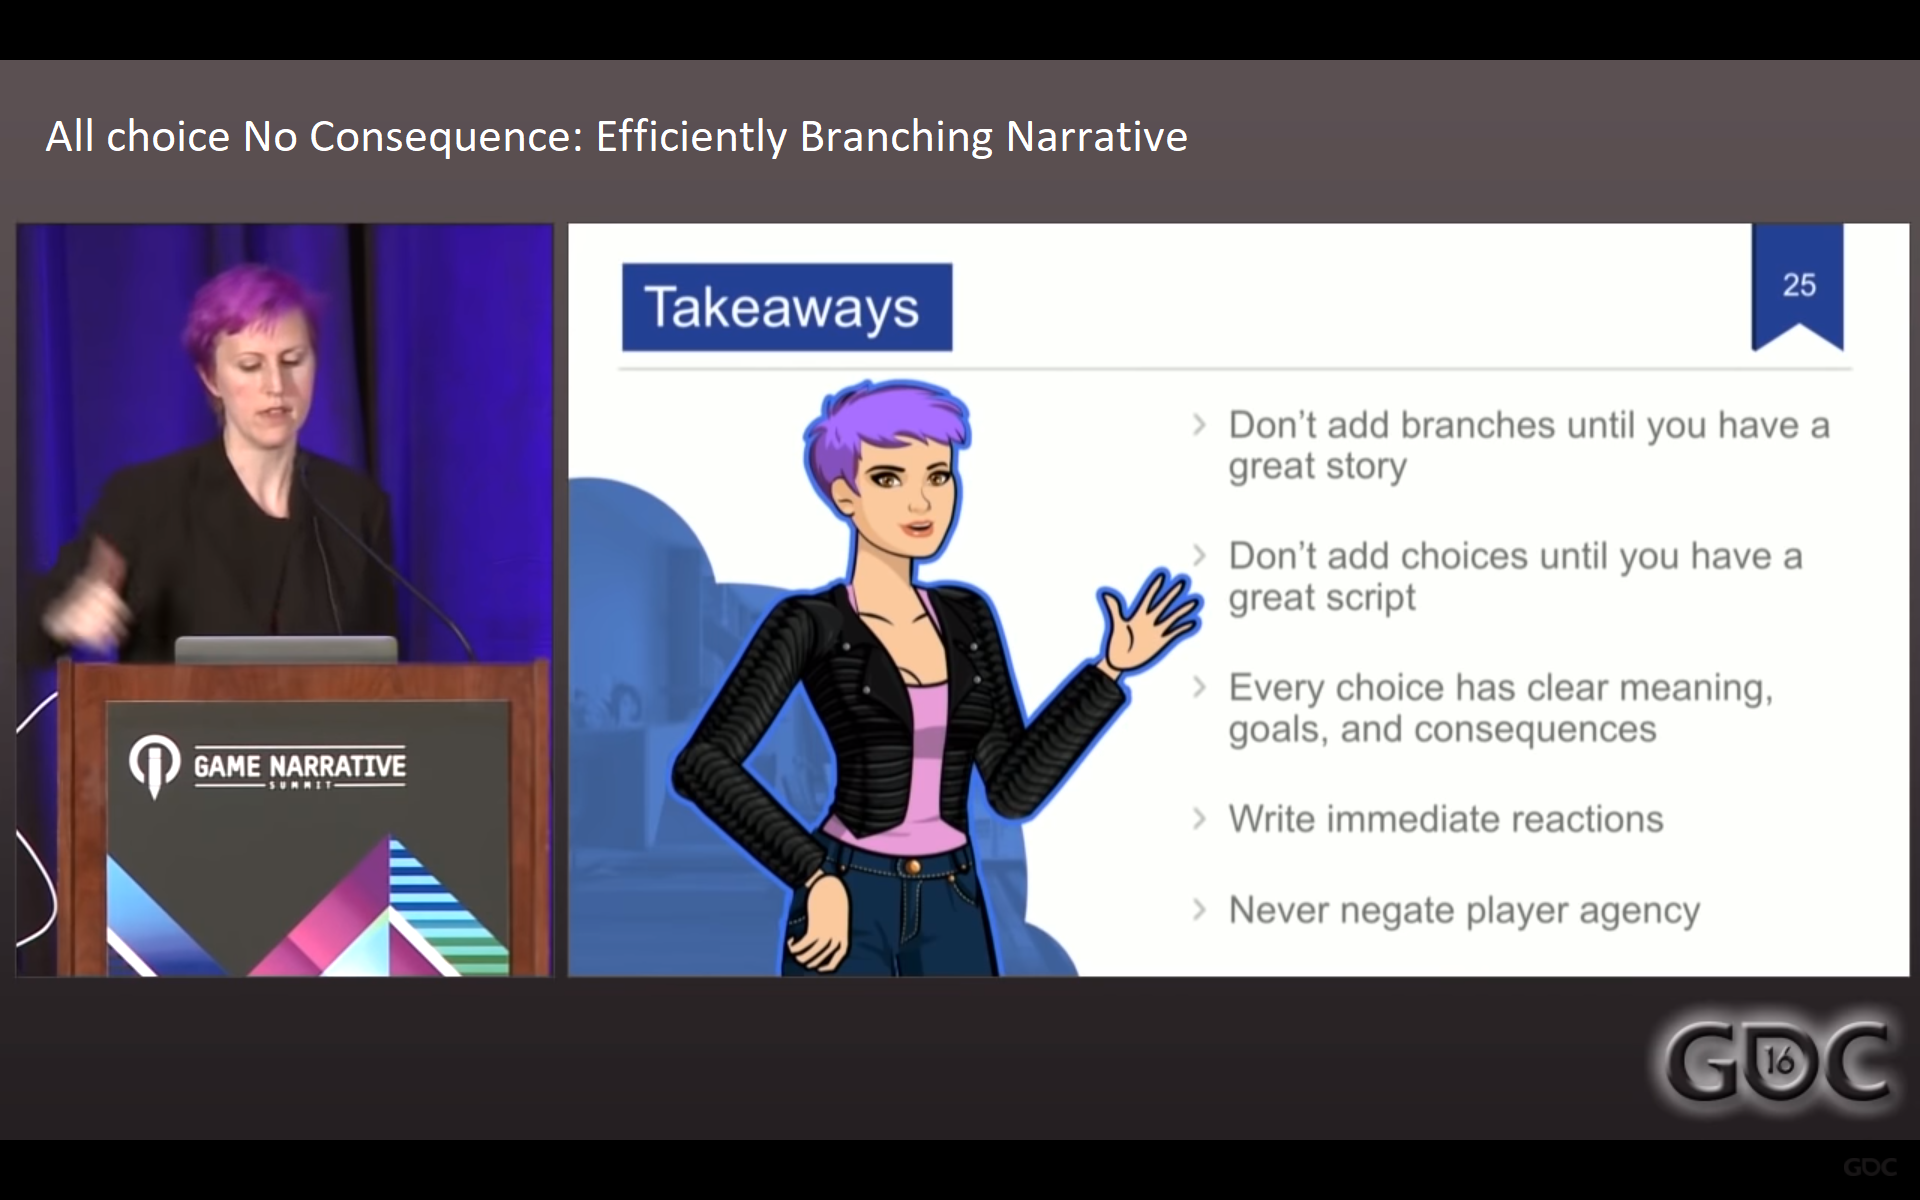 All choice No Consequence: Efficiently Branching Narrative
Takeaways
25
Don't add branches until you have a
great story
Don't add choices until you have a
great script
Every choice has clear meaning,
goals, and consequences
Write immediate reactions
Never negate player agency
GAME NARRATIVE
SUMMIT
GDC
16
GDC